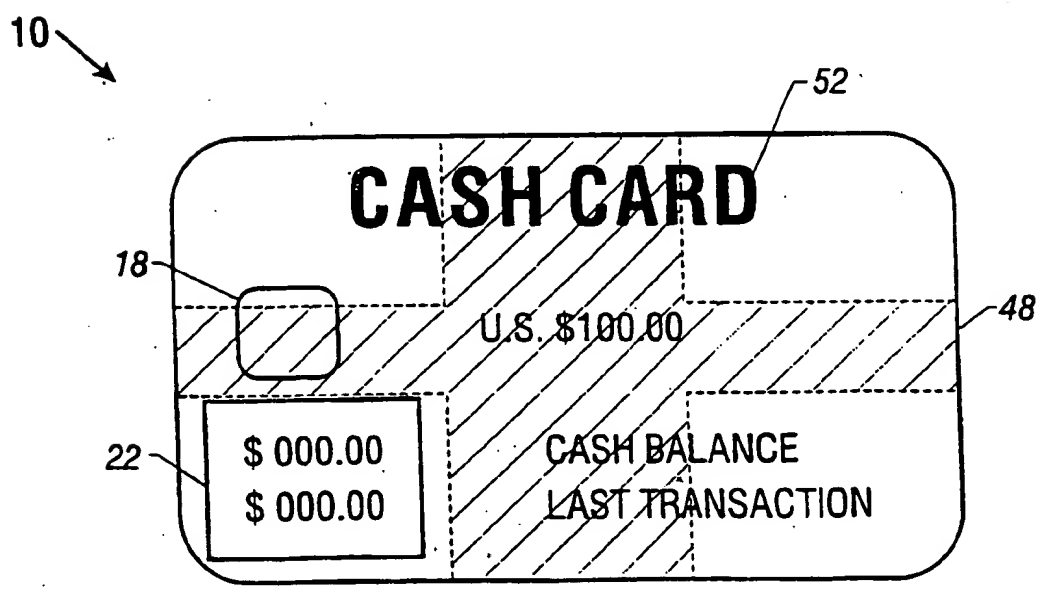 10
52
CASH CARD
18
U.S. $100.00
48
22
$ 000.00 CASH BALANCE
$ 000.00 LAST TRANSACTION